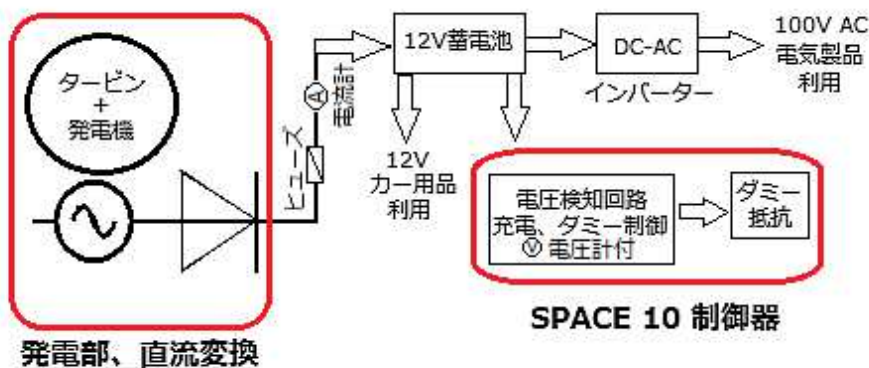 タービン
+
発電機
ヒューズ
A
電流計
12V蓄電池
DC-AC
インバーター
100V AC
電気製品
利用
12V
カー用品
利用
電圧検知回路
充電、ダミー制御
V 電圧計付
ダミー
抵抗
SPACE 10 制御器
発電部、直流変換